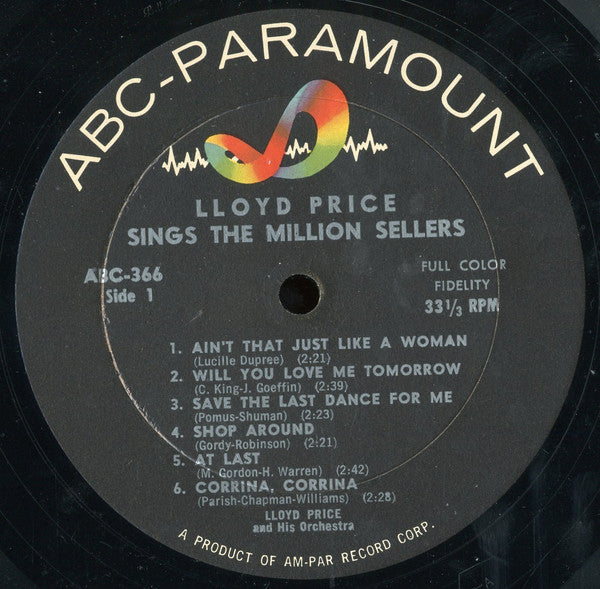 ABC-PARAMOUNT
LLOYD PRICE
SINGS THE MILLION SELLERS
ABC-366
Side 1
FULL COLOR
FIDELITY
33 1/3 RPM
1. AIN'T THAT JUST LIKE A WOMAN
(Lucille Dupree) (2:21)
2. WILL YOU LOVE ME TOMORROW
(C. King-J. Goeffin) (2:39)
3. SAVE THE LAST DANCE FOR ME
(Pomus-Shuman) (2:23)
4. SHOP AROUND
(Gordy-Robinson) (2:21)
5. AT LAST
(M. Gordon-H. Warren) (2:42)
6. CORRINA, CORRINA
(Parish-Chapman-Williams) (2:28)
LLOYD PRICE
and His Orchestra
A PRODUCT OF AM-PAR RECORD CORP.